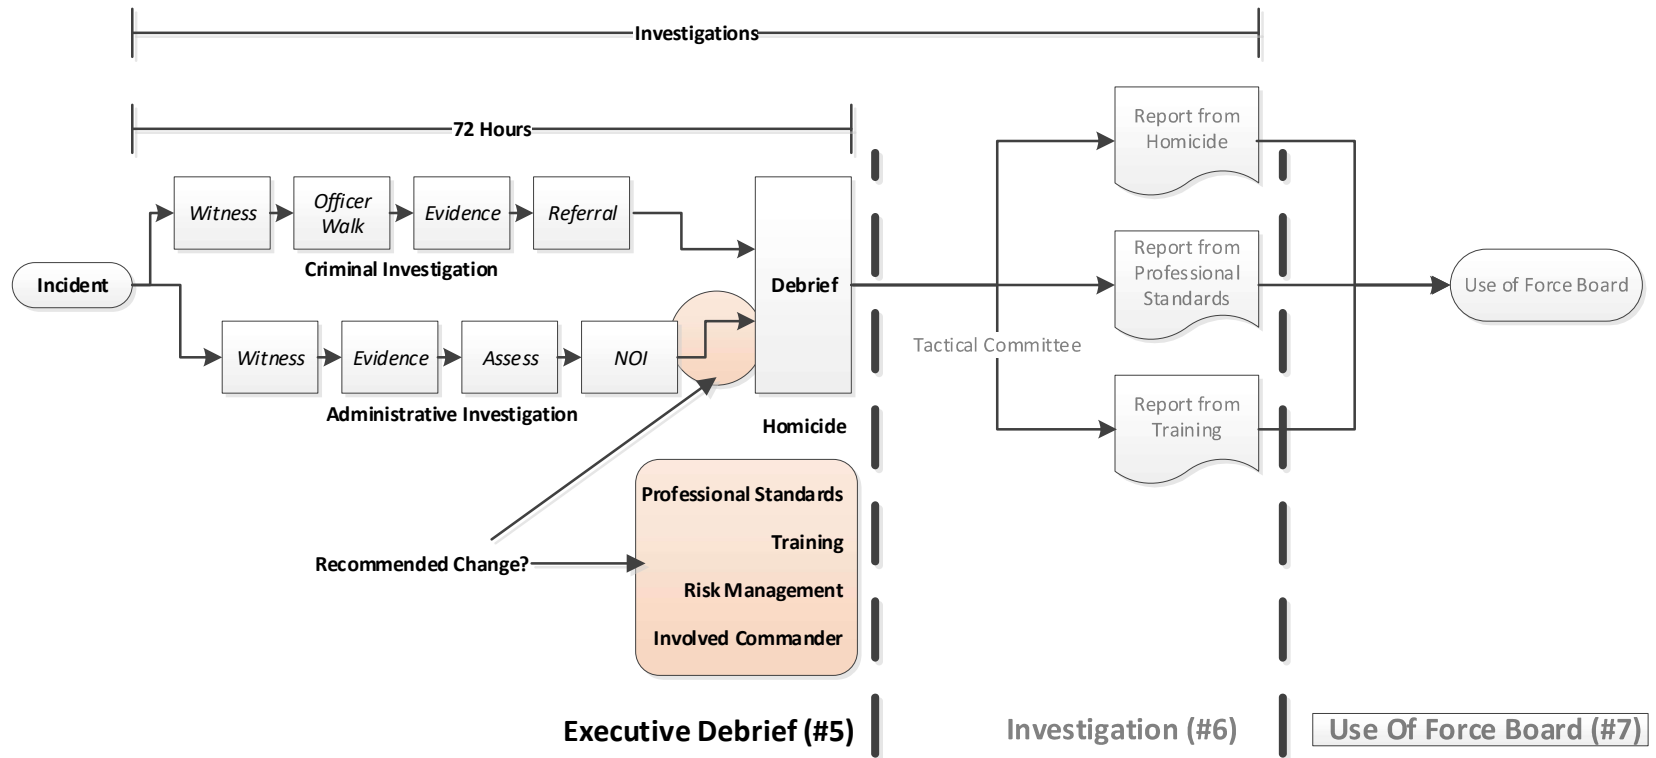 Investigations
72 Hours
Witness
Officer
Walk
Evidence
Referral
Criminal Investigation
Incident
Debrief
Witness
Evidence
Assess
NOI
Administrative Investigation
Homicide
Professional Standards
Training
Risk Management
Involved Commander
Recommended Change?
Report from
Homicide
Report from
Professional
Standards
Tactical Committee
Report from
Training
Use of Force Board
Executive Debrief (#5)
Investigation (#6)
Use Of Force Board (#7)